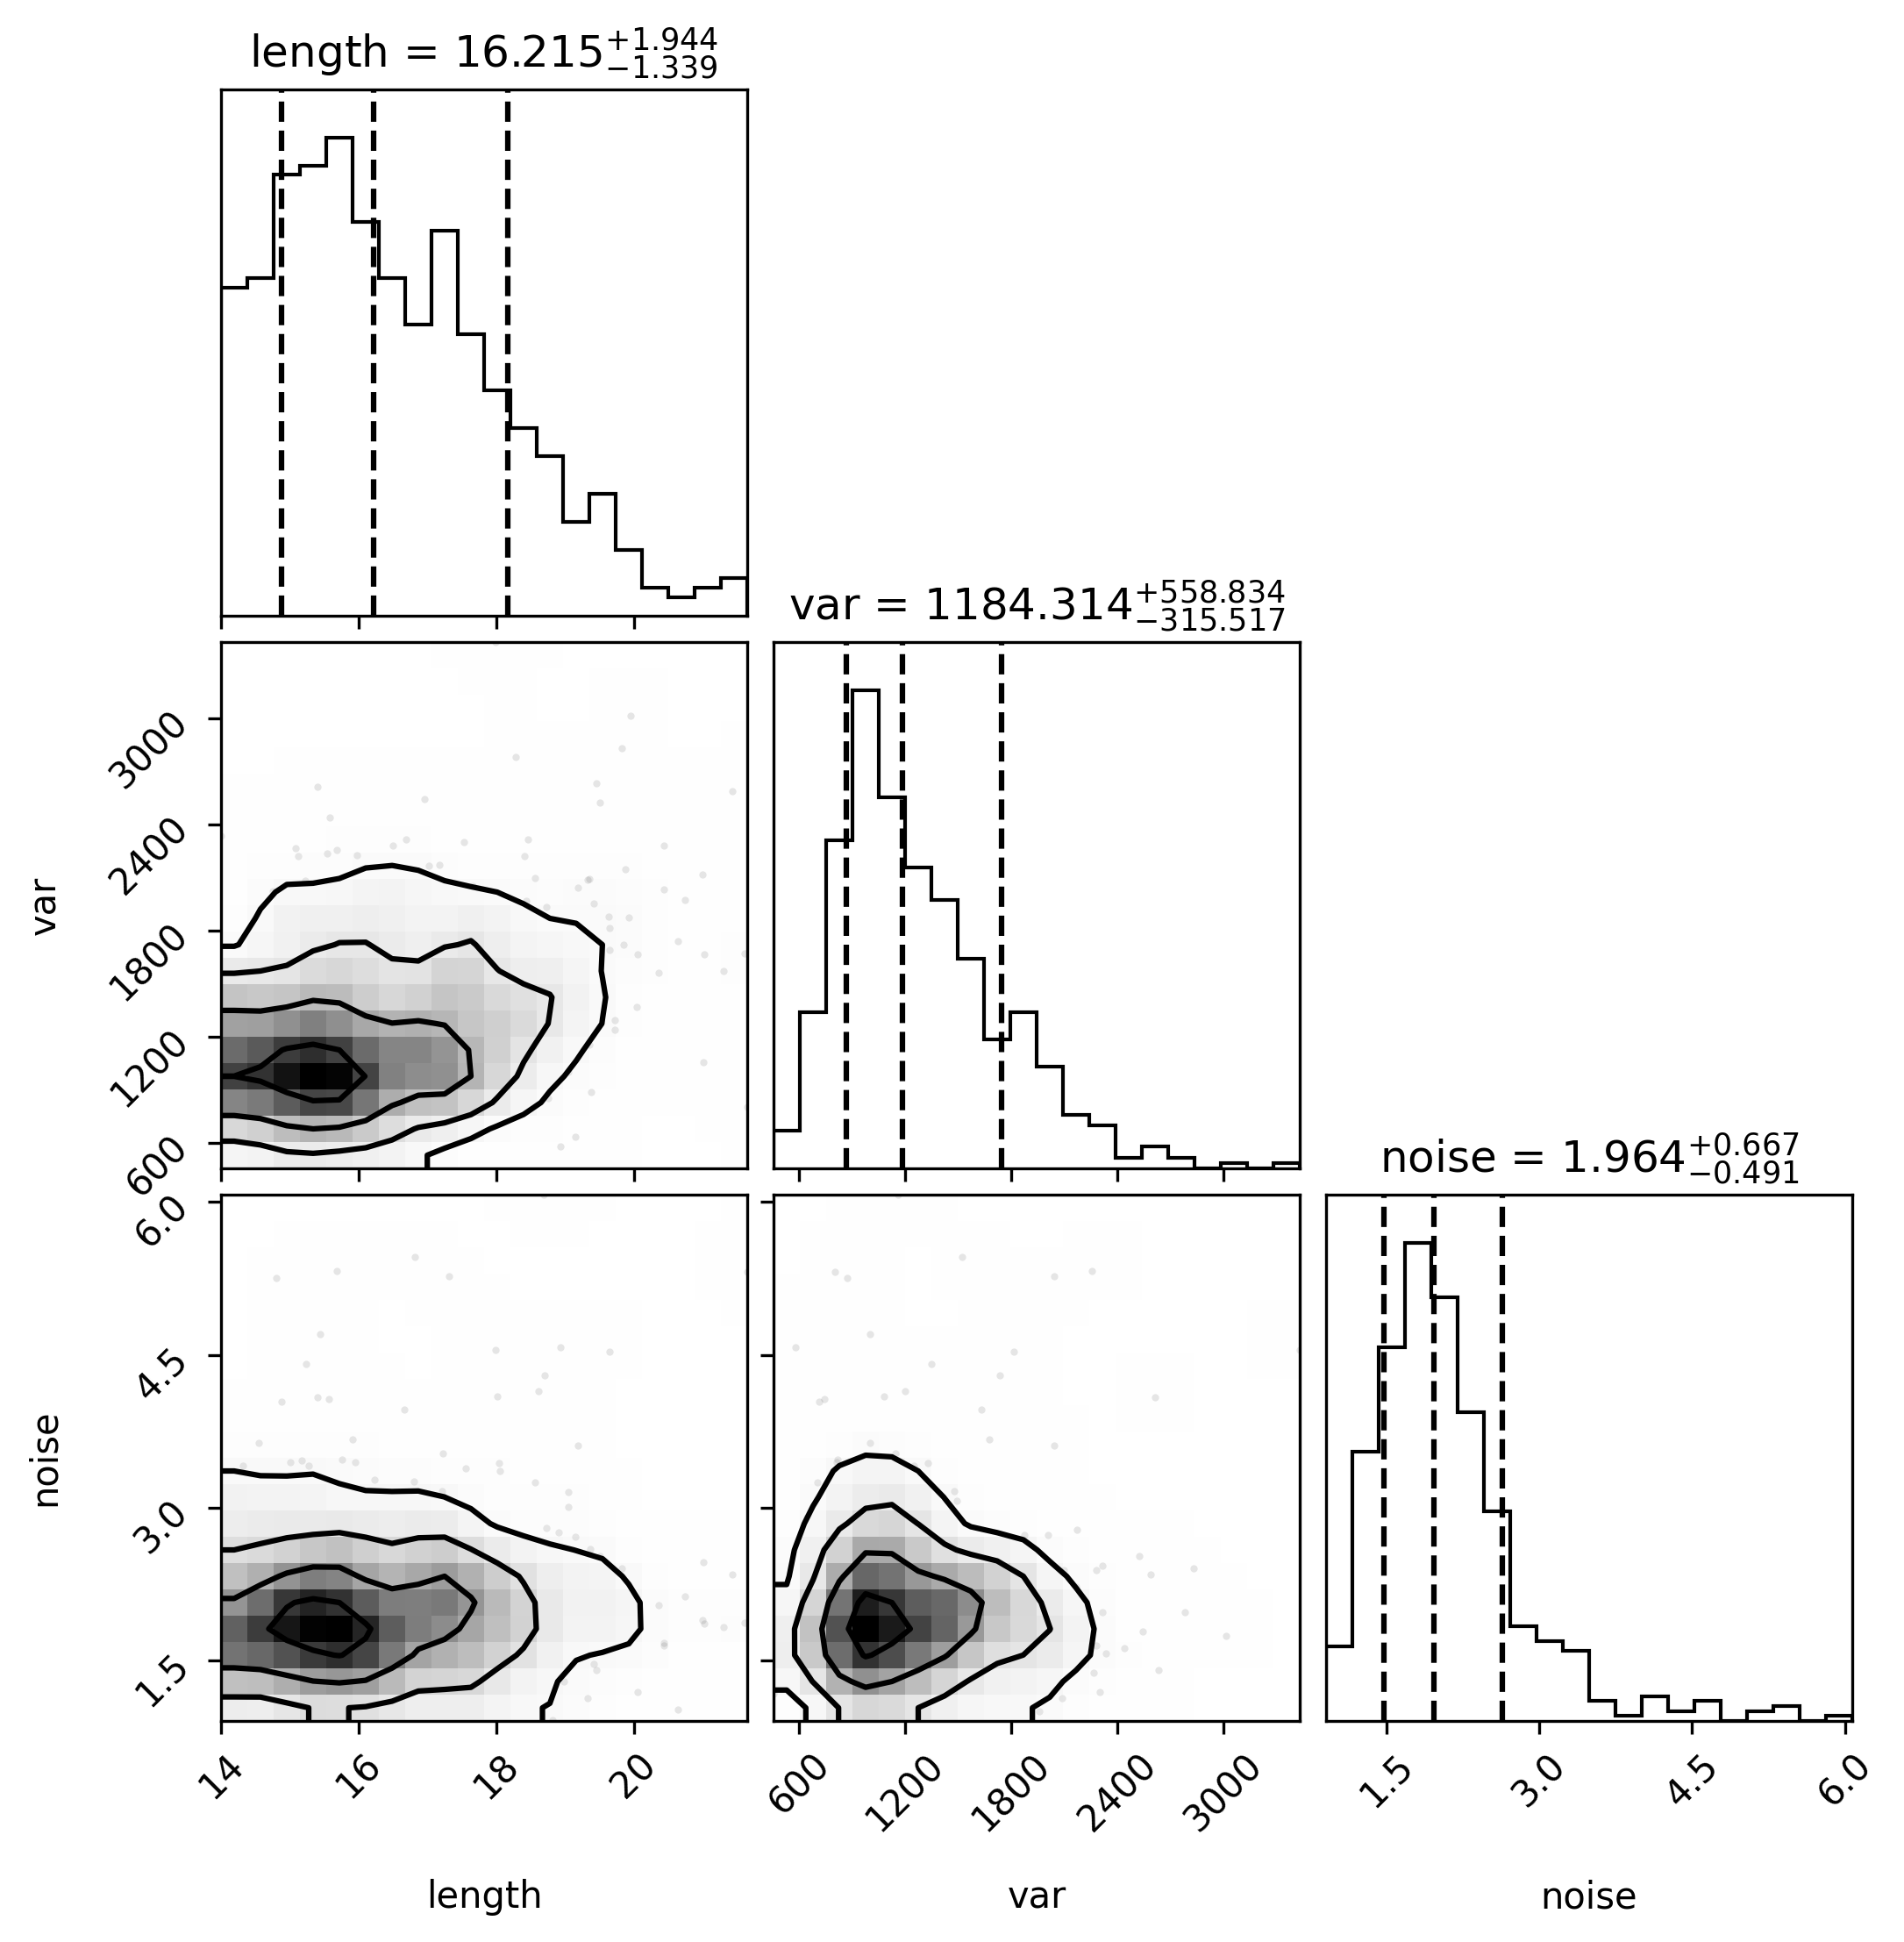 length = 16.215 +1.944 −1.339
var = 1184.314 +558.834 −315.517
3000
2400
1800
1200
600
var
noise = 1.964 +0.667 −0.491
6.0
4.5
3.0
1.5
noise
14 16 18 20 600 1200 1800 2400 3000 1.5 3.0 4.5 6.0
length var noise